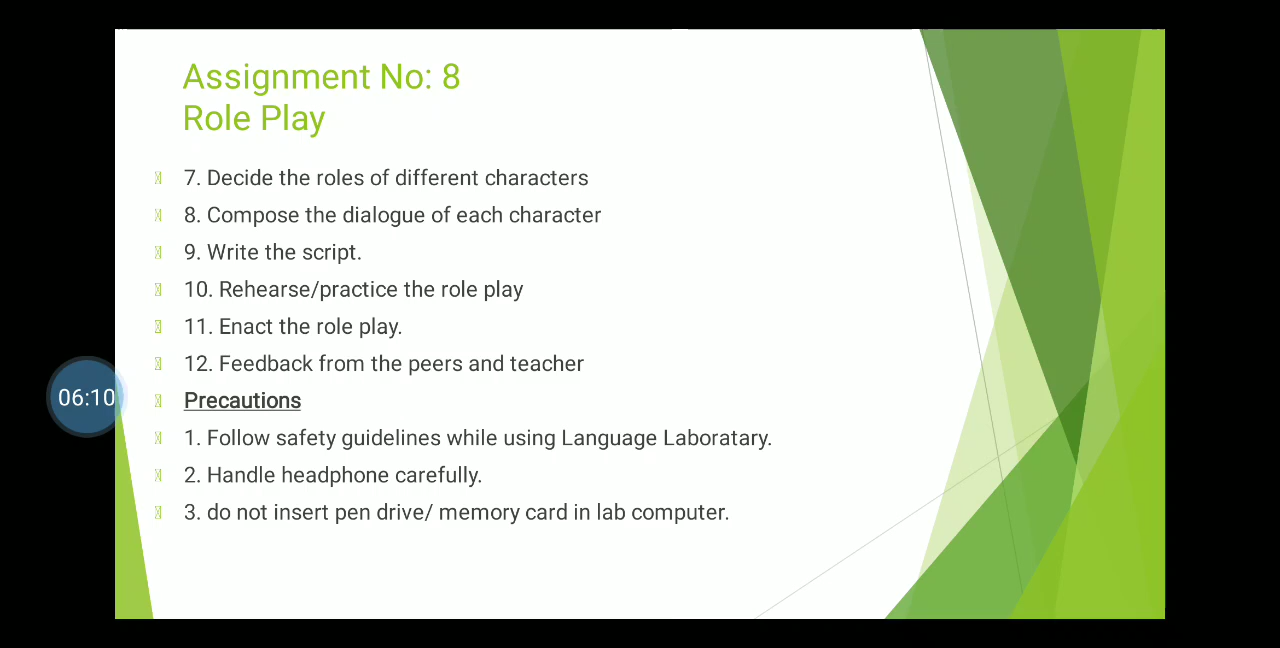 Assignment No: 8
Role Play
7. Decide the roles of different characters
8. Compose the dialogue of each character
9. Write the script.
10. Rehearse/practice the role play
11. Enact the role play.
12. Feedback from the peers and teacher
06:10
Precautions
1. Follow safety guidelines while using Language Laboratary.
2. Handle headphone carefully.
3. do not insert pen drive/ memory card in lab computer.